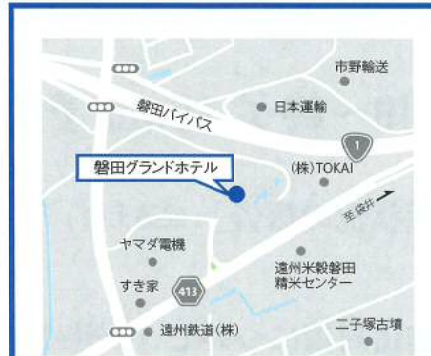 市野輸送
日本運輸
磐田バイパス
1
磐田グランドホテル
(株)TOKAI
至 袋井
ヤマダ電機
遠州米穀磐田
精米センター
すき家
413
遠州鉄道(株)
二子塚古墳